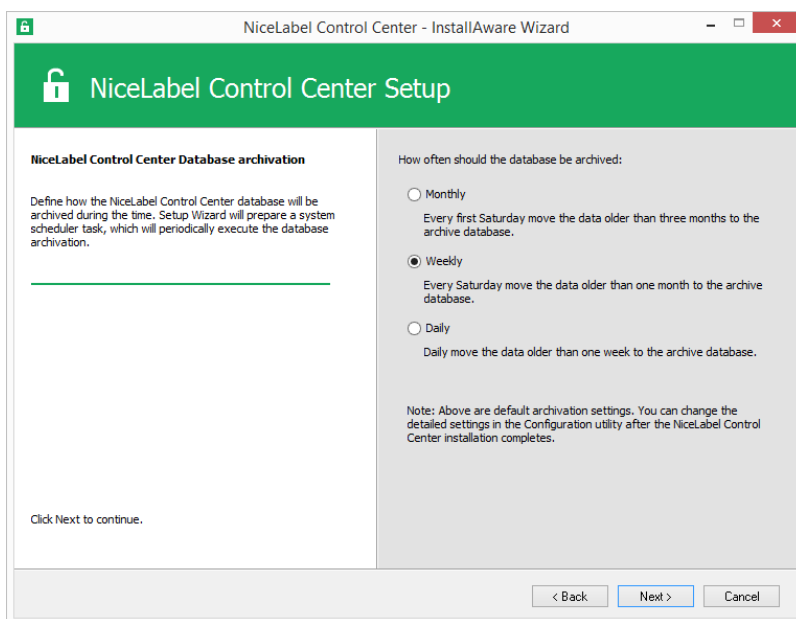 NiceLabel Control Center - InstallAware Wizard
NiceLabel Control Center Setup
NiceLabel Control Center Database archivation
Define how the NiceLabel Control Center database will be
archived during the time. Setup Wizard will prepare a system
scheduler task, which will periodically execute the database
archivation.
Click Next to continue.
How often should the database be archived:
Monthly
Every first Saturday move the data older than three months to the
archive database.
Weekly
Every Saturday move the data older than one month to the archive
database.
Daily
Daily move the data older than one week to the archive database.
Note: Above are default archivation settings. You can change the
detailed settings in the Configuration utility after the NiceLabel Control
Center installation completes.
< Back
Next >
Cancel